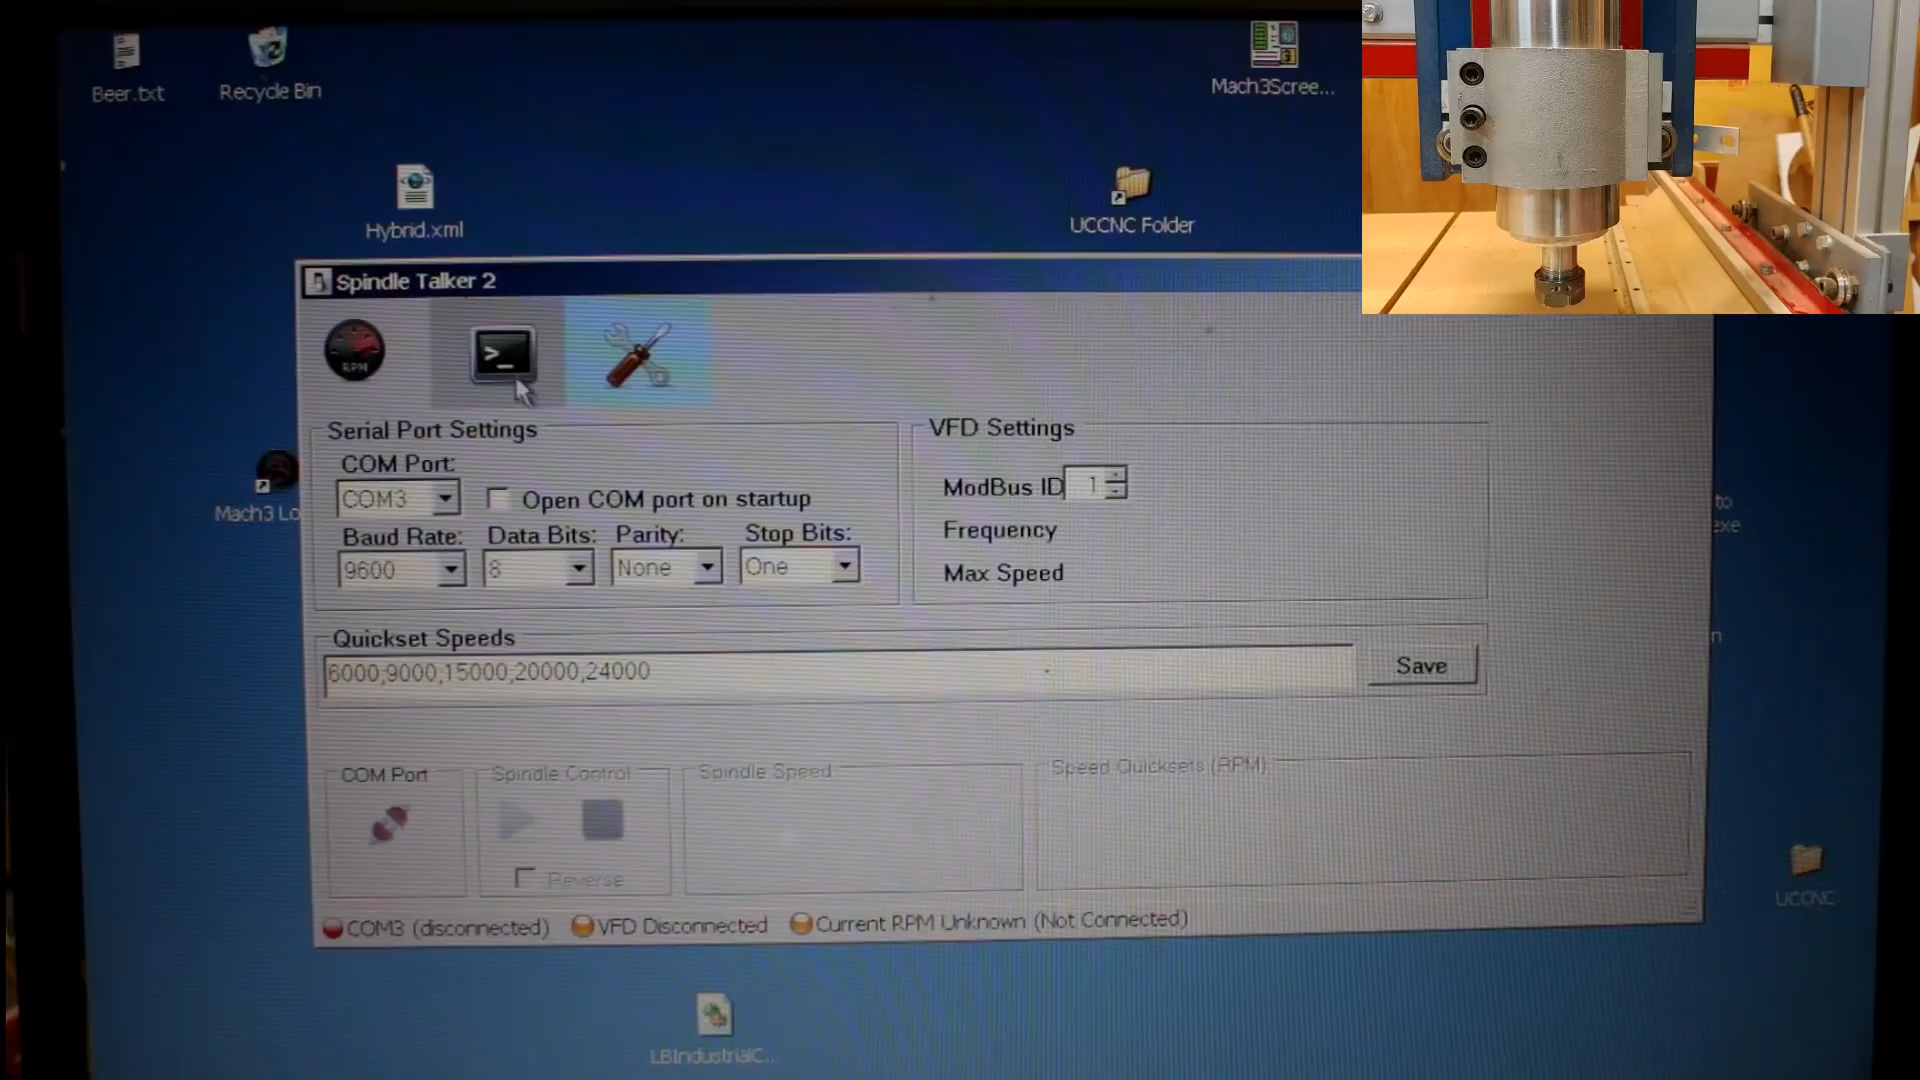 Beer.txt
Recycle Bin
Mach3Scree...
Hybrid.xml
UCCNC Folder
Spindle Talker 2
RPM
>_
Serial Port Settings
VFD Settings
COM Port:
COM3
Open COM port on startup
ModBus ID
1
Mach3 Lo
to
exe
Baud Rate:
Data Bits:
Parity:
Stop Bits:
Frequency
9600
8
None
One
Max Speed
Quickset Speeds
6000;9000;15000;20000;24000
Save
n
COM Port
Spindle Control
Spindle Speed
Speed Quicksets (RPM)
Reverse
UCCNC
COM3 (disconnected)
VFD Disconnected
Current RPM Unknown (Not Connected)
LBIndustrialC...